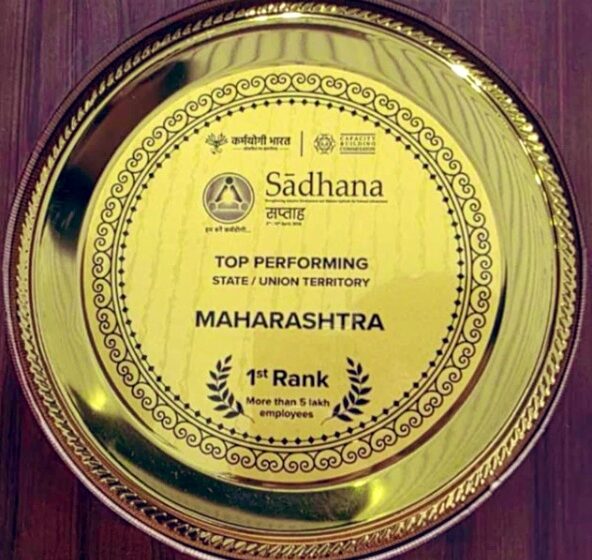 कर्मयोगी भारत
CAPACITY
BUILDING
COMMISSION
Sādhana
सप्ताह
हम बनें कर्मयोगी...
TOP PERFORMING
STATE / UNION TERRITORY
MAHARASHTRA
1st Rank
More than 5 lakh
employees